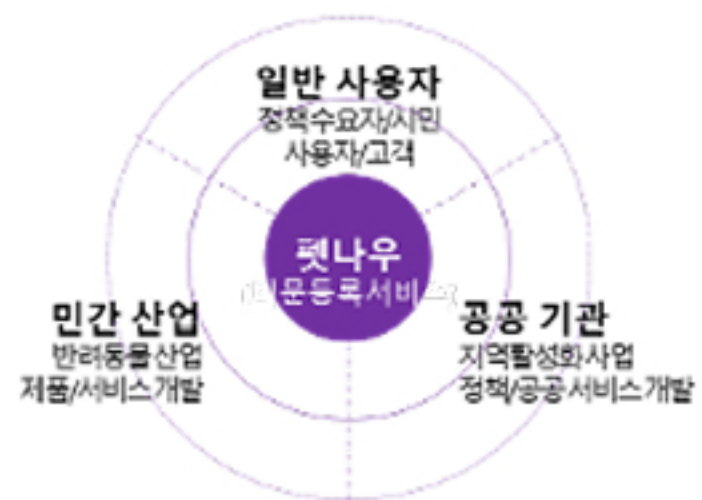 일반 사용자
정책수요자/시민
사용자/고객
펫나우
비문등록서비스
민간 산업
반려동물산업
제품/서비스개발
공공 기관
지역활성화사업
정책/공공서비스개발